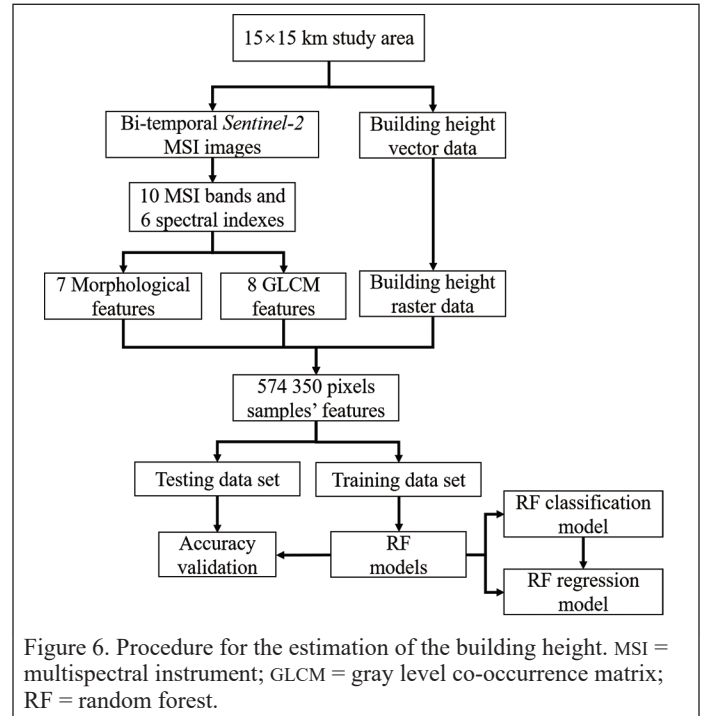 15×15 km study area
Bi-temporal Sentinel-2
MSI images
Building height
vector data
10 MSI bands and
6 spectral indexes
7 Morphological
features
8 GLCM
features
Building height
raster data
574 350 pixels
samples’ features
Testing data set
Training data set
RF classification
model
Accuracy
validation
RF
models
RF regression
model
Figure 6. Procedure for the estimation of the building height. MSI =
multispectral instrument; GLCM = gray level co-occurrence matrix;
RF = random forest.